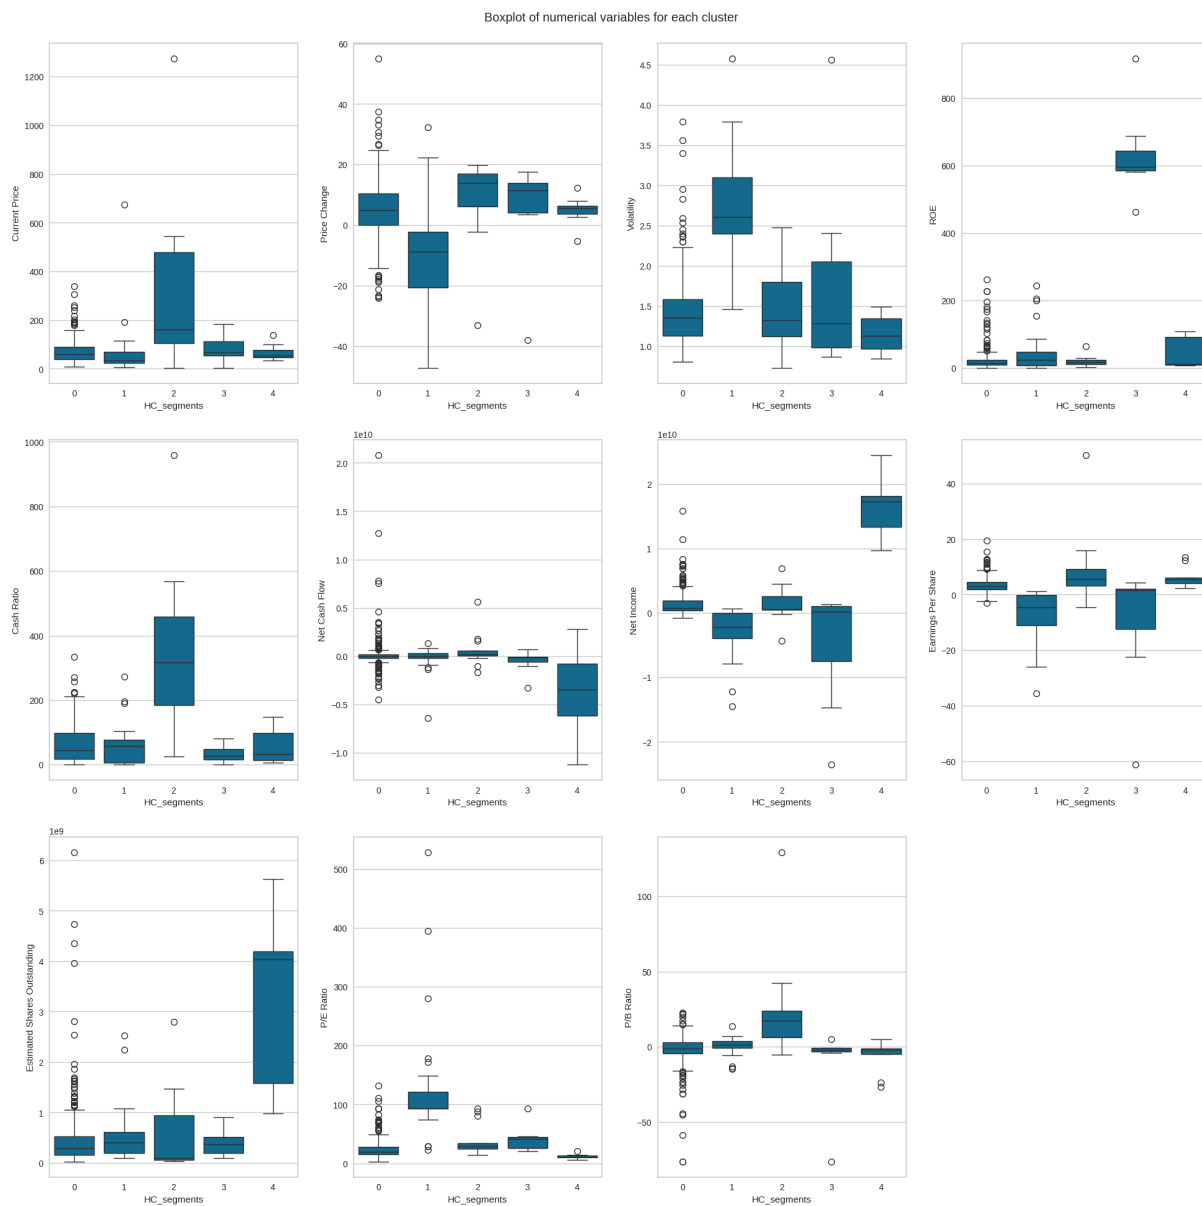 Boxplot of numerical variables for each cluster
Current Price
1200
1000
800
600
400
200
0
0 1 2 3 4
HC_segments
Price Change
60
40
20
0
−20
−40
0 1 2 3 4
HC_segments
Volatility
4.5
4.0
3.5
3.0
2.5
2.0
1.5
1.0
0 1 2 3 4
HC_segments
ROE
800
600
400
200
0
0 1 2 3 4
HC_segments
Cash Ratio
1000
800
600
400
200
0
0 1 2 3 4
HC_segments
1e10
Net Cash Flow
2.0
1.5
1.0
0.5
0.0
−0.5
−1.0
0 1 2 3 4
HC_segments
1e10
Net Income
2
1
0
−1
−2
0 1 2 3 4
HC_segments
Earnings Per Share
40
20
0
−20
−40
−60
0 1 2 3 4
HC_segments
1e9
Estimated Shares Outstanding
6
5
4
3
2
1
0
0 1 2 3 4
HC_segments
P/E Ratio
500
400
300
200
100
0
0 1 2 3 4
HC_segments
P/B Ratio
100
50
0
−50
0 1 2 3 4
HC_segments